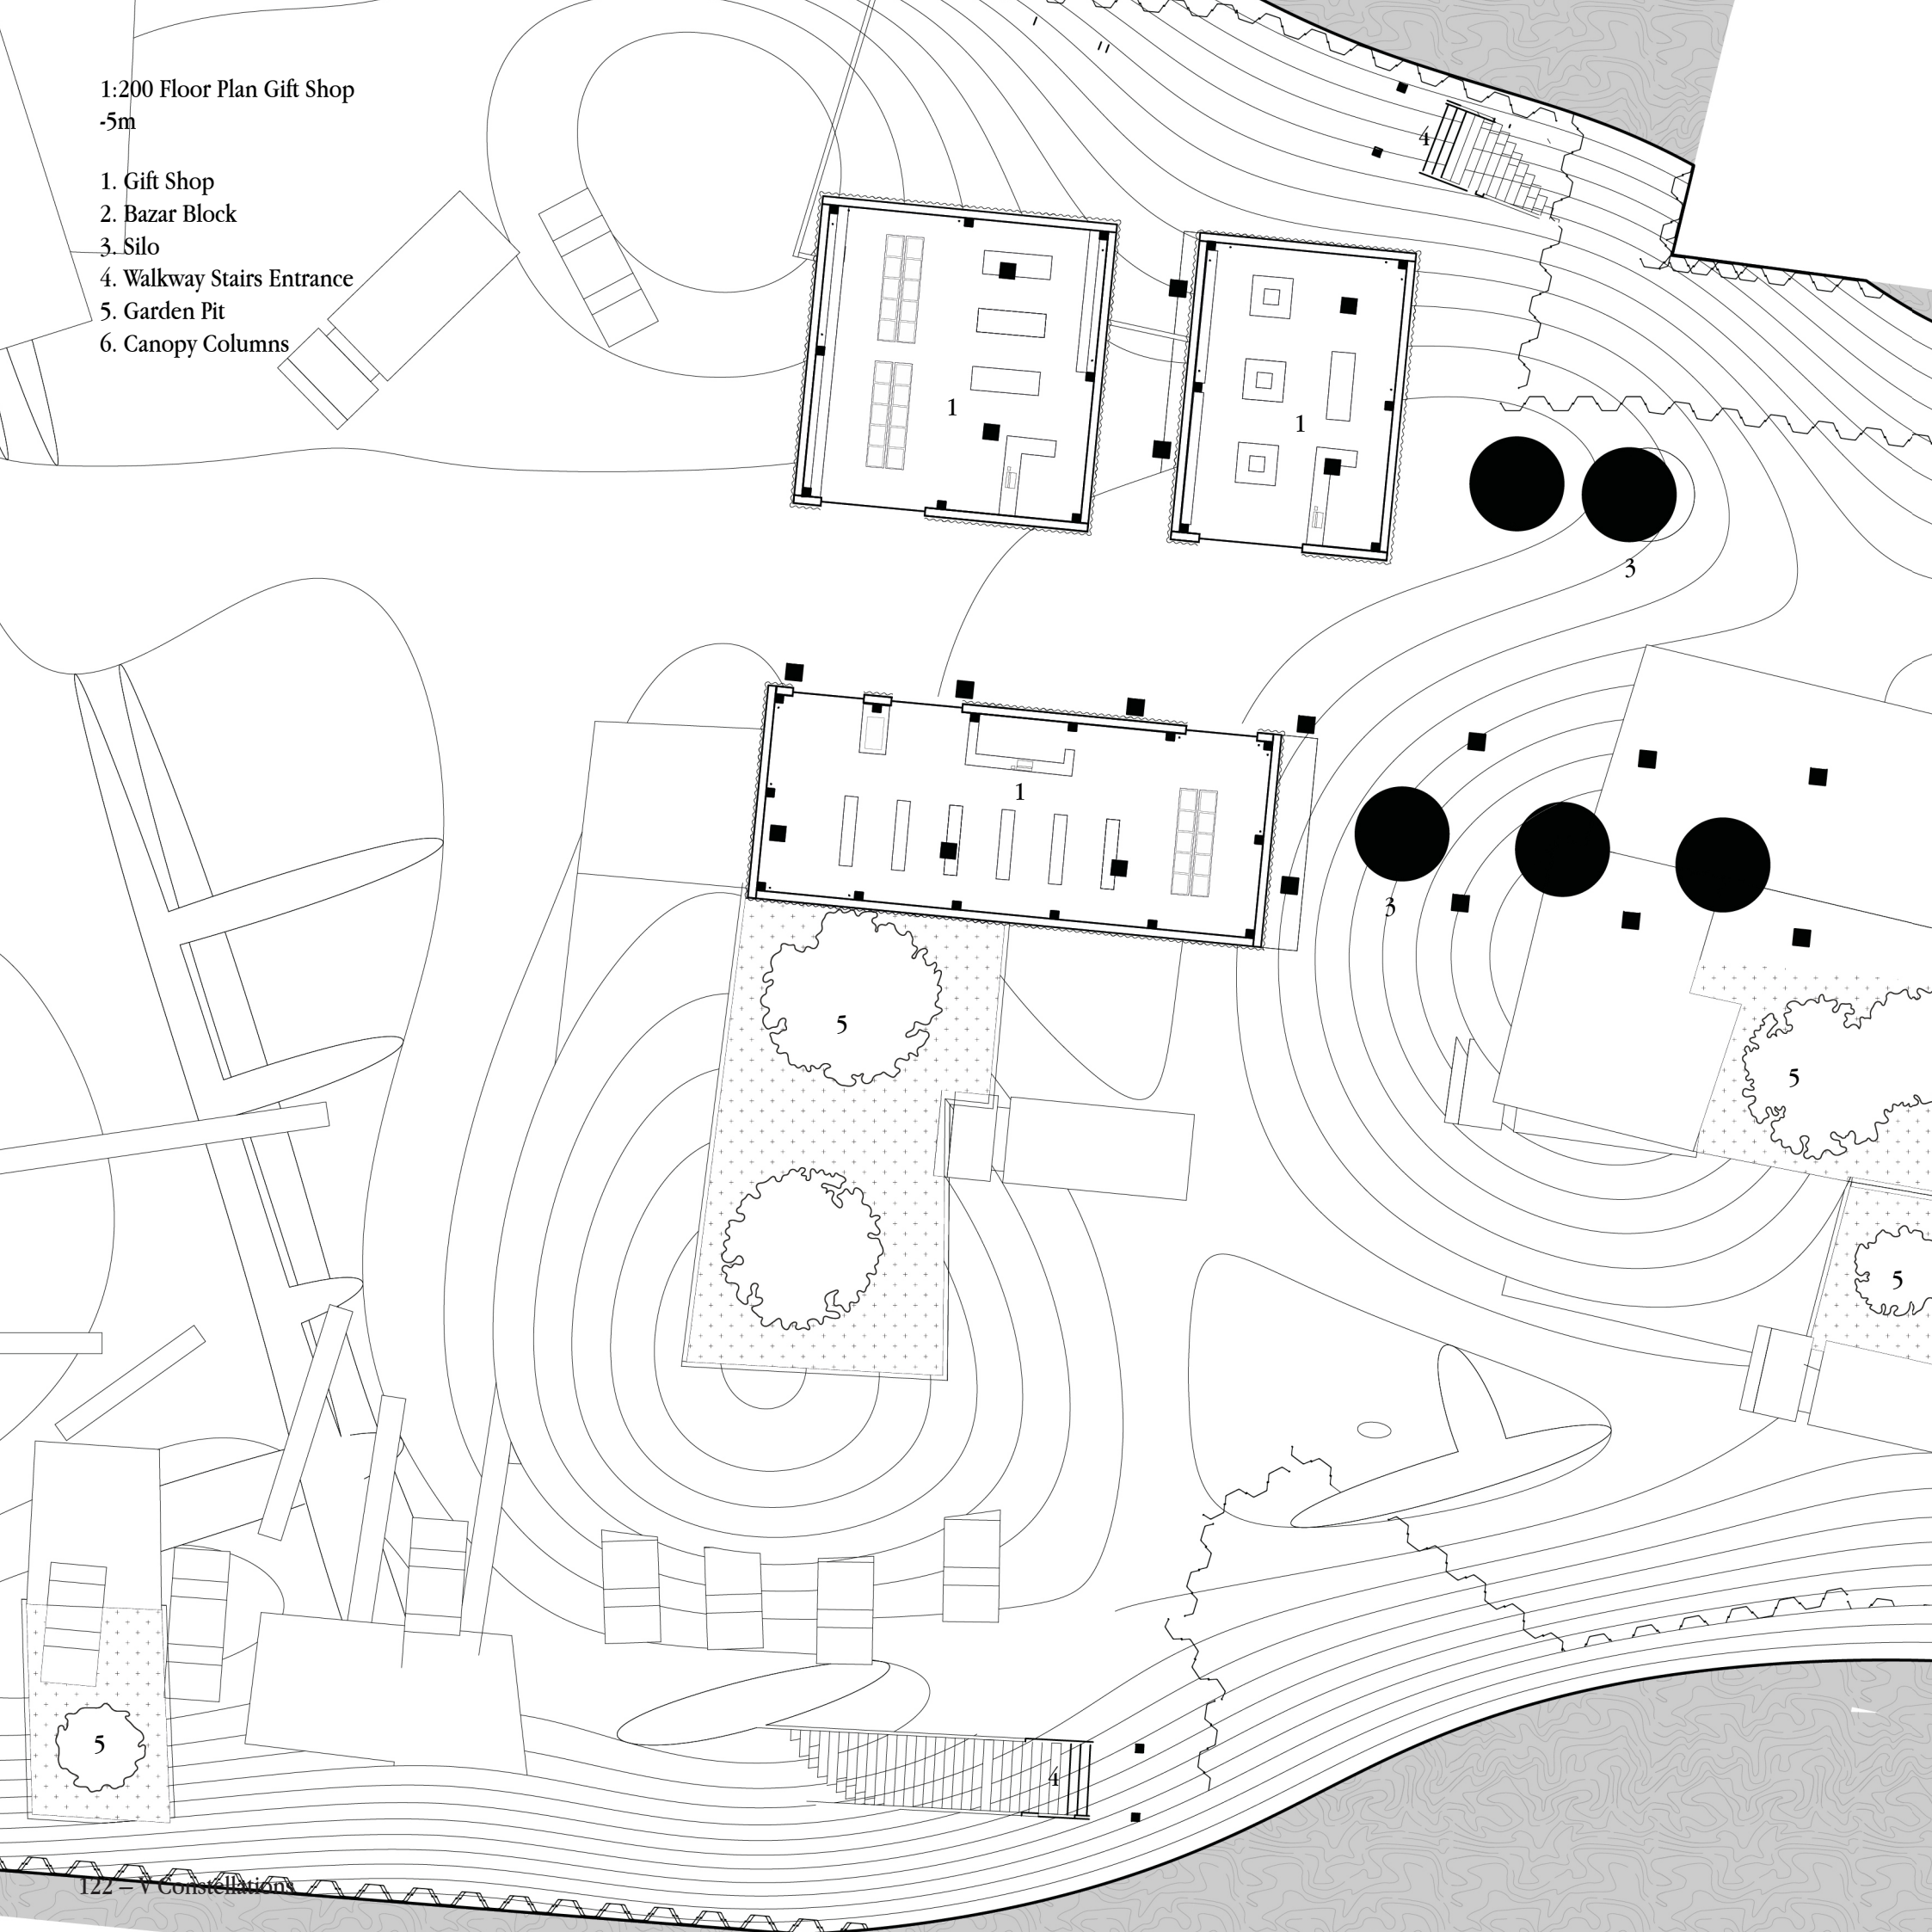 1:200 Floor Plan Gift Shop
-5m
1. Gift Shop
2. Bazar Block
3. Silo
4. Walkway Stairs Entrance
5. Garden Pit
6. Canopy Columns
4
1
1
3
1
3
5
5
5
5
4
122 – V Constellations